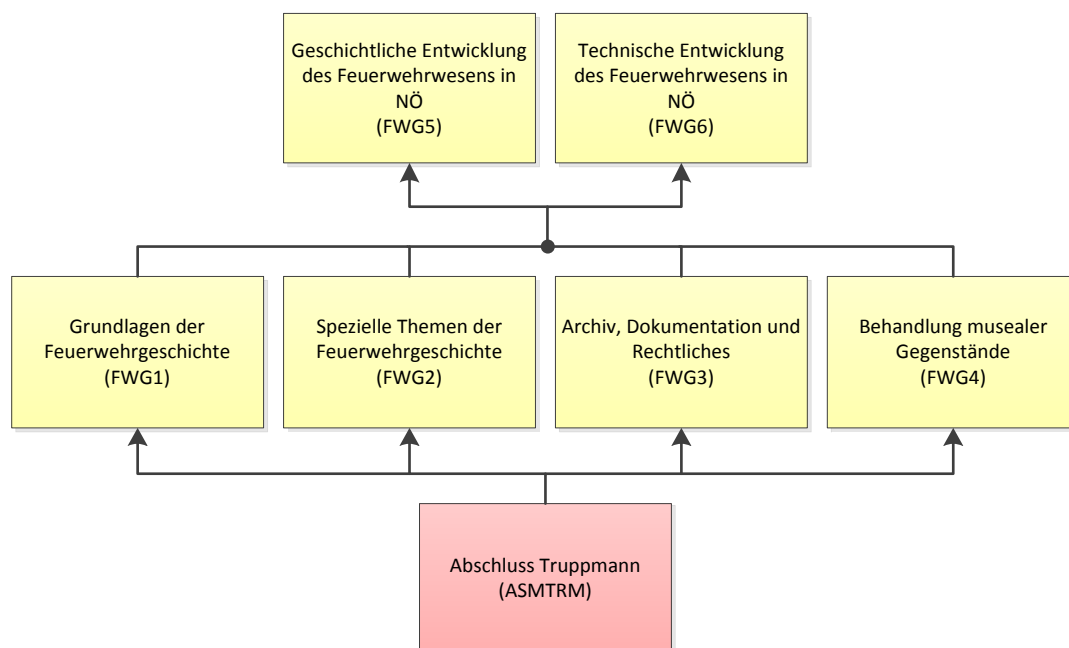 Geschichtliche Entwicklung
des Feuerwehrwesens in
NÖ
(FWG5)
Technische Entwicklung
des Feuerwehrwesens in
NÖ
(FWG6)
Grundlagen der
Feuerwehrgeschichte
(FWG1)
Spezielle Themen der
Feuerwehrgeschichte
(FWG2)
Archiv, Dokumentation und
Rechtliches
(FWG3)
Behandlung musealer
Gegenstände
(FWG4)
Abschluss Truppmann
(ASMTRM)